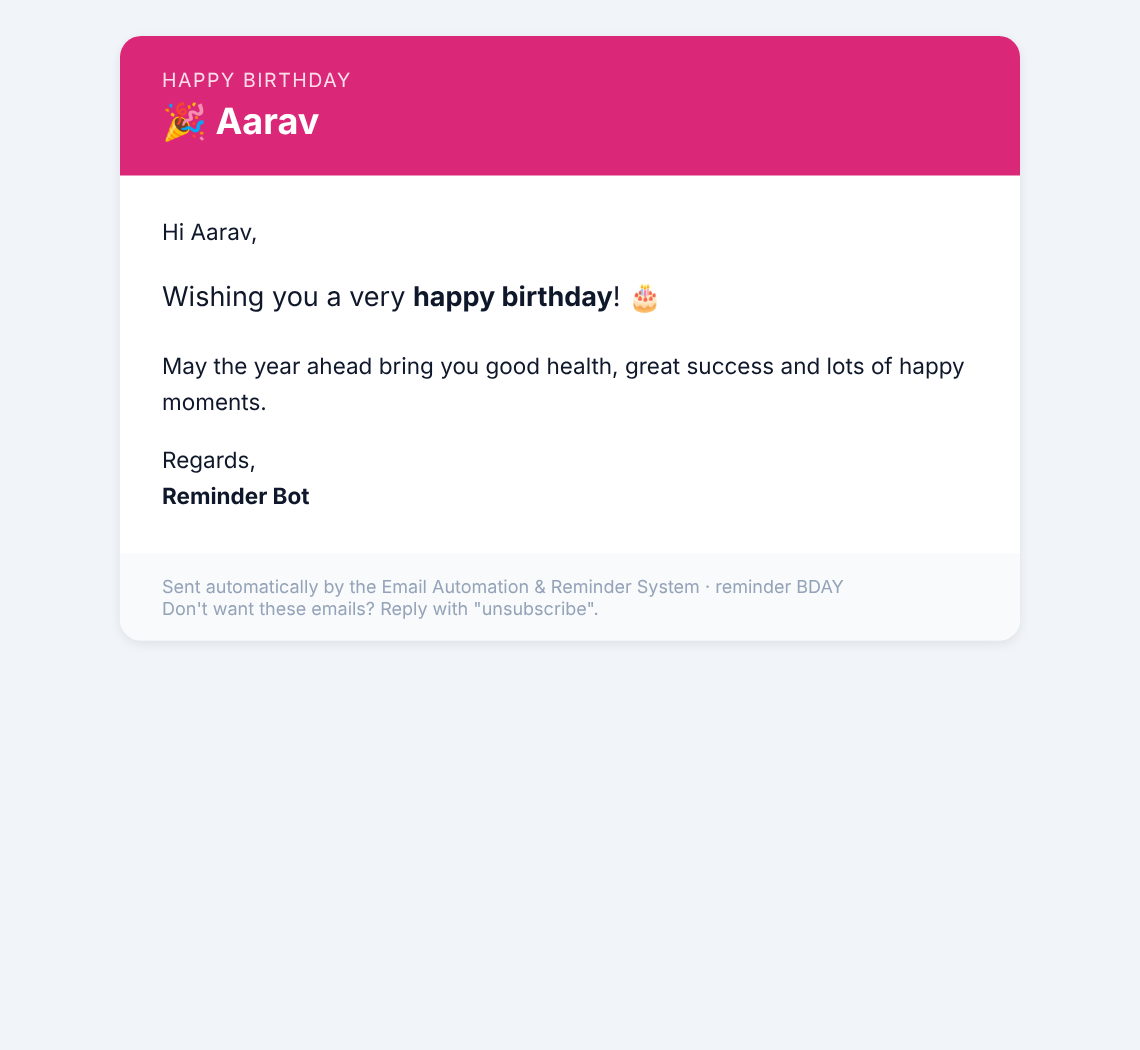 HAPPY BIRTHDAY
🎉 Aarav
Hi Aarav,
Wishing you a very happy birthday! 🎂
May the year ahead bring you good health, great success and lots of happy
moments.
Regards,
Reminder Bot
Sent automatically by the Email Automation & Reminder System · reminder BDAY
Don't want these emails? Reply with "unsubscribe".